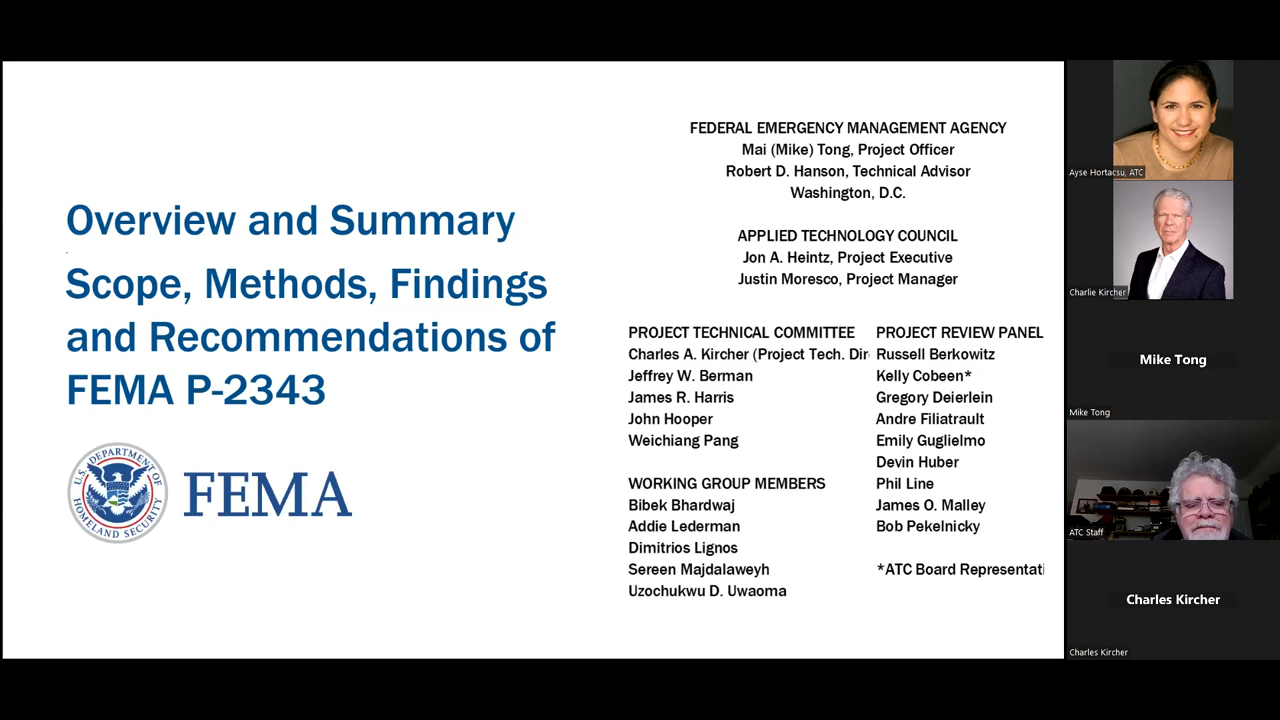 Overview and Summary
Scope, Methods, Findings
and Recommendations of
FEMA P-2343
U.S. DEPARTMENT OF
HOMELAND SECURITY
FEMA
FEDERAL EMERGENCY MANAGEMENT AGENCY
Mai (Mike) Tong, Project Officer
Robert D. Hanson, Technical Advisor
Washington, D.C.
APPLIED TECHNOLOGY COUNCIL
Jon A. Heintz, Project Executive
Justin Moresco, Project Manager
PROJECT TECHNICAL COMMITTEE
Charles A. Kircher (Project Tech. Dir
Jeffrey W. Berman
James R. Harris
John Hooper
Weichiang Pang
WORKING GROUP MEMBERS
Bibek Bhardwaj
Addie Lederman
Dimitrios Lignos
Sereen Majdalaweyh
Uzochukwu D. Uwaoma
PROJECT REVIEW PANEL
Russell Berkowitz
Kelly Cobeen*
Gregory Deierlein
Andre Filiatrault
Emily Guglielmo
Devin Huber
Phil Line
James O. Malley
Bob Pekelnicky
*ATC Board Representati
Ayse Hortacsu, ATC
Charlie Kircher
Mike Tong
Mike Tong
ATC Staff
Charles Kircher
Charles Kircher